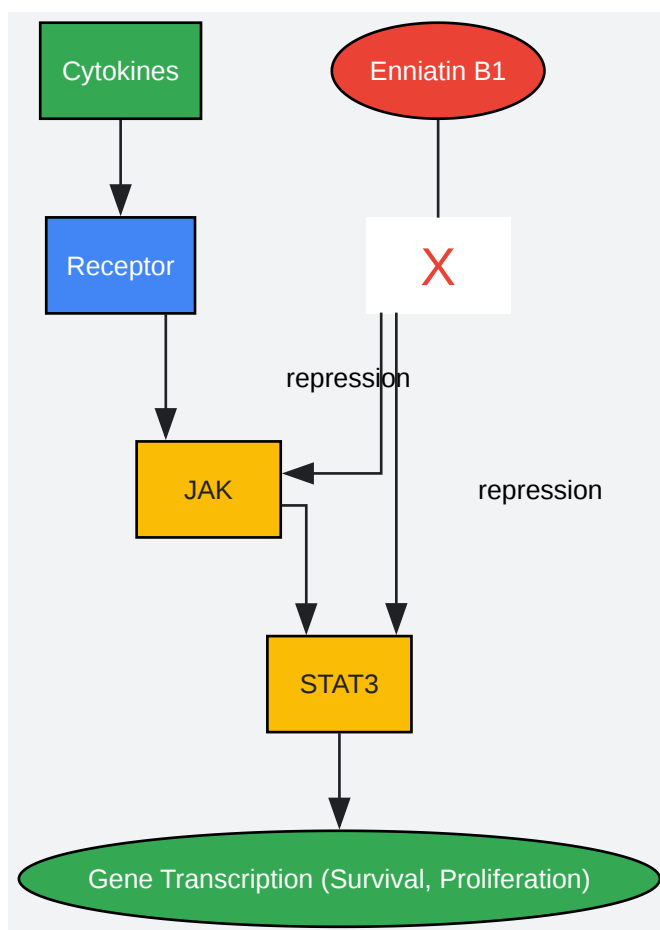 Cytokines
Enniatin B1
Receptor
X
repression
JAK
repression
STAT3
Gene Transcription (Survival, Proliferation)